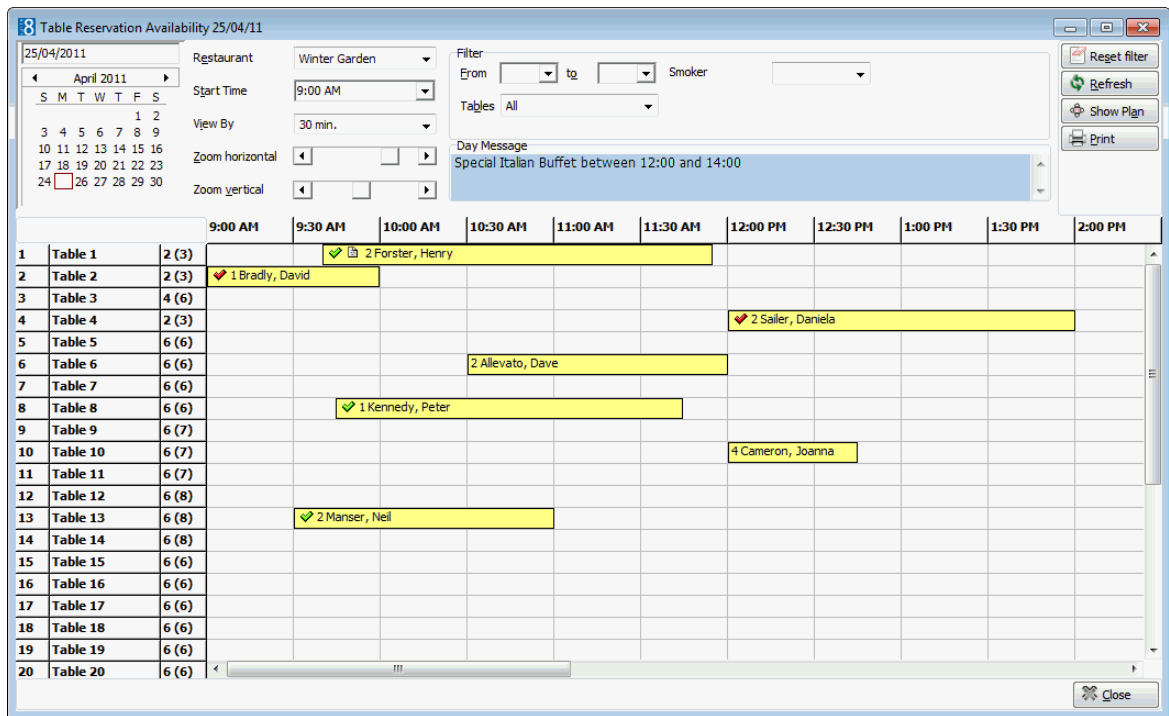 8 Table Reservation Availability 25/04/11
25/04/2011
April 2011
S M T W T F S
1 2
3 4 5 6 7 8 9
10 11 12 13 14 15 16
17 18 19 20 21 22 23
24 26 27 28 29 30
Restaurant Winter Garden
Start Time 9:00 AM
View By 30 min.
Zoom horizontal
Zoom vertical
Filter
From to Smoker
Tables All
Day Message
Special Italian Buffet between 12:00 and 14:00
Reset filter
Refresh
Show Plan
Print
9:00 AM 9:30 AM 10:00 AM 10:30 AM 11:00 AM 11:30 AM 12:00 PM 12:30 PM 1:00 PM 1:30 PM 2:00 PM
1 Table 1 2 (3) 2 Forster, Henry
2 Table 2 2 (3) 1 Bradly, David
3 Table 3 4 (6)
4 Table 4 2 (3) 2 Sailer, Daniela
5 Table 5 6 (6)
6 Table 6 6 (6) 2 Allevato, Dave
7 Table 7 6 (6)
8 Table 8 6 (6) 1 Kennedy, Peter
9 Table 9 6 (7)
10 Table 10 6 (7) 4 Cameron, Joanna
11 Table 11 6 (7)
12 Table 12 6 (8)
13 Table 13 6 (8) 2 Manser, Neil
14 Table 14 6 (8)
15 Table 15 6 (6)
16 Table 16 6 (6)
17 Table 17 6 (6)
18 Table 18 6 (6)
19 Table 19 6 (6)
20 Table 20 6 (6)
Close